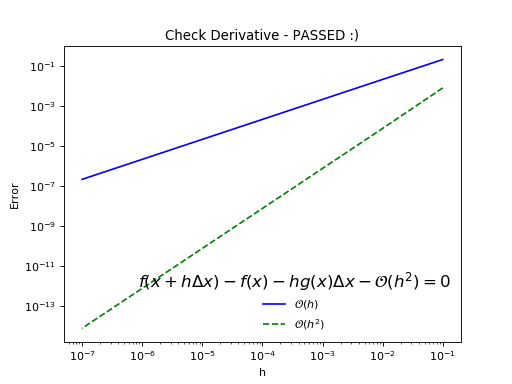 Check Derivative - PASSED :)
Error
10⁻¹
10⁻³
10⁻⁵
10⁻⁷
10⁻⁹
10⁻¹¹
10⁻¹³
f(x + hΔx) − f(x) − hg(x)Δx − 𝒪(h²) = 0
𝒪(h)
𝒪(h²)
10⁻⁷ 10⁻⁶ 10⁻⁵ 10⁻⁴ 10⁻³ 10⁻² 10⁻¹
h